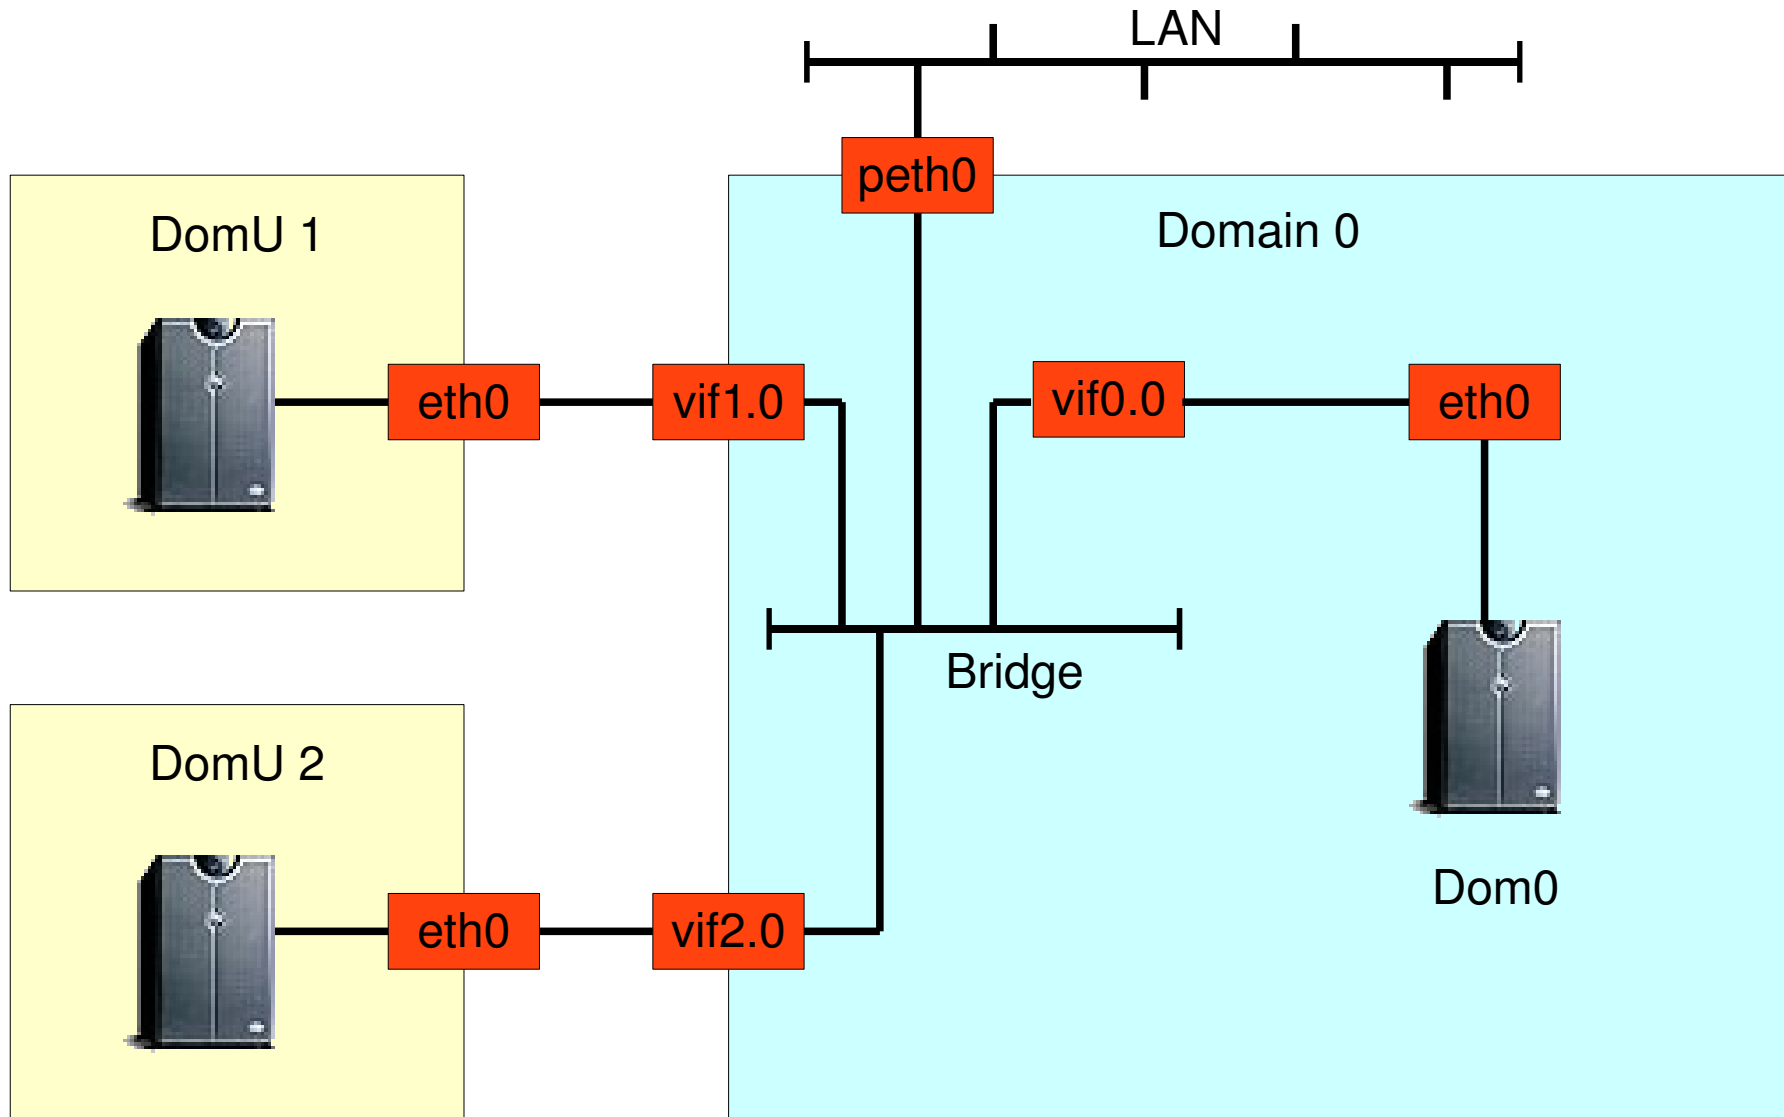 LAN
peth0
DomU 1
Domain 0
eth0
vif1.0
vif0.0
eth0
Bridge
DomU 2
Dom0
eth0
vif2.0